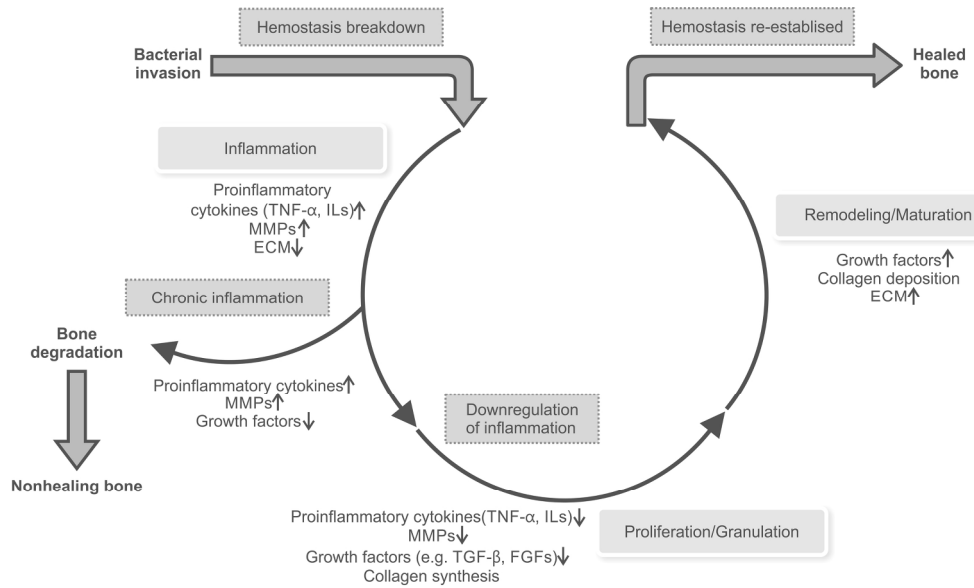 Hemostasis breakdown
Hemostasis re-establised
Bacterial
invasion
Healed
bone
Inflammation
Proinflammatory
cytokines (TNF-α, ILs)↑
MMPs↑
ECM↓
Remodeling/Maturation
Growth factors↑
Collagen deposition
ECM↑
Chronic inflammation
Bone
degradation
Proinflammatory cytokines↑
MMPs↑
Growth factors↓
Nonhealing bone
Downregulation
of inflammation
Proinflammatory cytokines(TNF-α, ILs)↓
MMPs↓
Growth factors (e.g. TGF-β, FGFs)↓
Collagen synthesis
Proliferation/Granulation